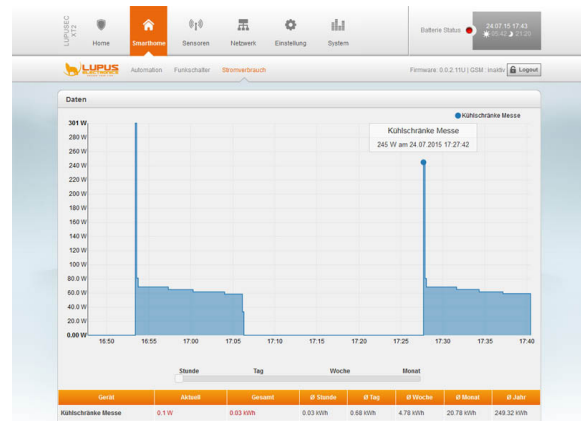 LUPUSEC
XT2
Home
Smarthome
Sensoren
Netzwerk
Einstellung
System
Batterie Status
24.07.15 17:43
05:42 21:20
LUPUS
ELECTRONICS
Automation
Funkschalter
Stromverbrauch
Firmware: 0.0.2.11U | GSM : Inaktiv
Logout
Daten
Kühlschränke Messe
301 W
280 W
260 W
240 W
220 W
200 W
180 W
160 W
140 W
120 W
100 W
80.0 W
60.0 W
40.0 W
20.0 W
0.00 W
Kühlschränke Messe
245 W am 24.07.2015 17:27:42
16:50 16:55 17:00 17:05 17:10 17:15 17:20 17:25 17:30 17:35 17:40
Stunde Tag Woche Monat
Gerät Aktuell Gesamt Ø Stunde Ø Tag Ø Woche Ø Monat Ø Jahr
Kühlschränke Messe 0.1 W 0.03 kWh 0.03 kWh 0.68 kWh 4.78 kWh 20.78 kWh 249.32 kWh